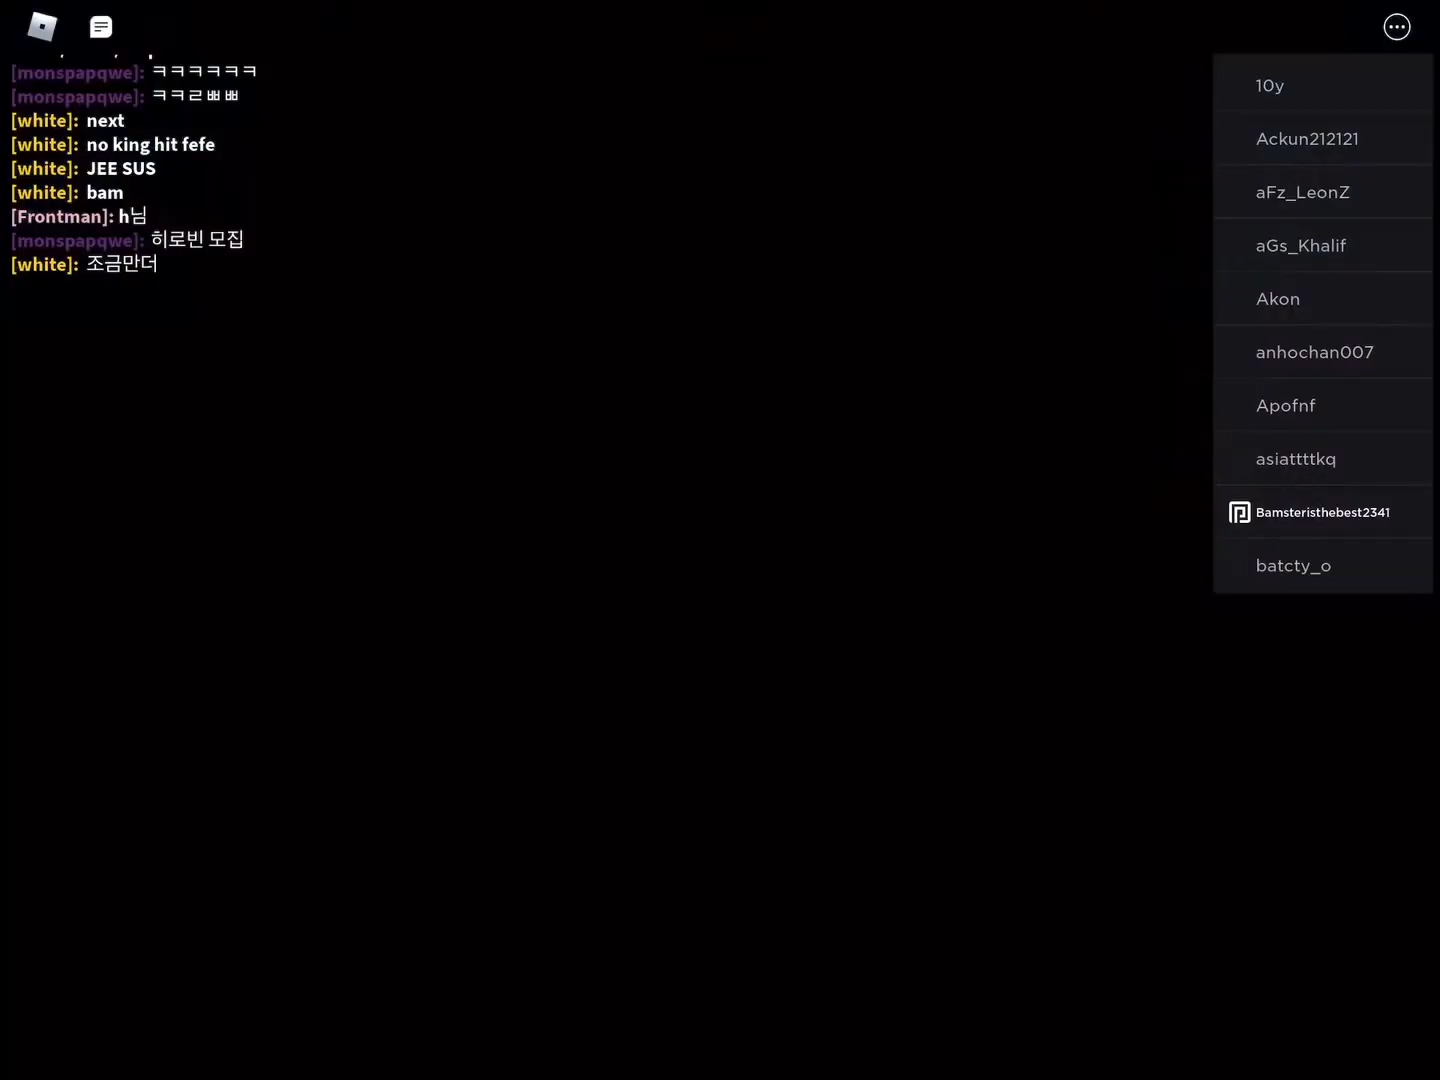 [monspapqwe]: ㅋㅋㅋㅋㅋㅋ
[monspapqwe]: ㅋㅋㄹㅃㅃ
[white]: next
[white]: no king hit fefe
[white]: JEE SUS
[white]: bam
[Frontman]: h님
[monspapqwe]: 히로빈 모집
[white]: 조금만더
10y
Ackun212121
aFz_LeonZ
aGs_Khalif
Akon
anhochan007
Apofnf
asiattttkq
Bamsteristhebest2341
batcty_o